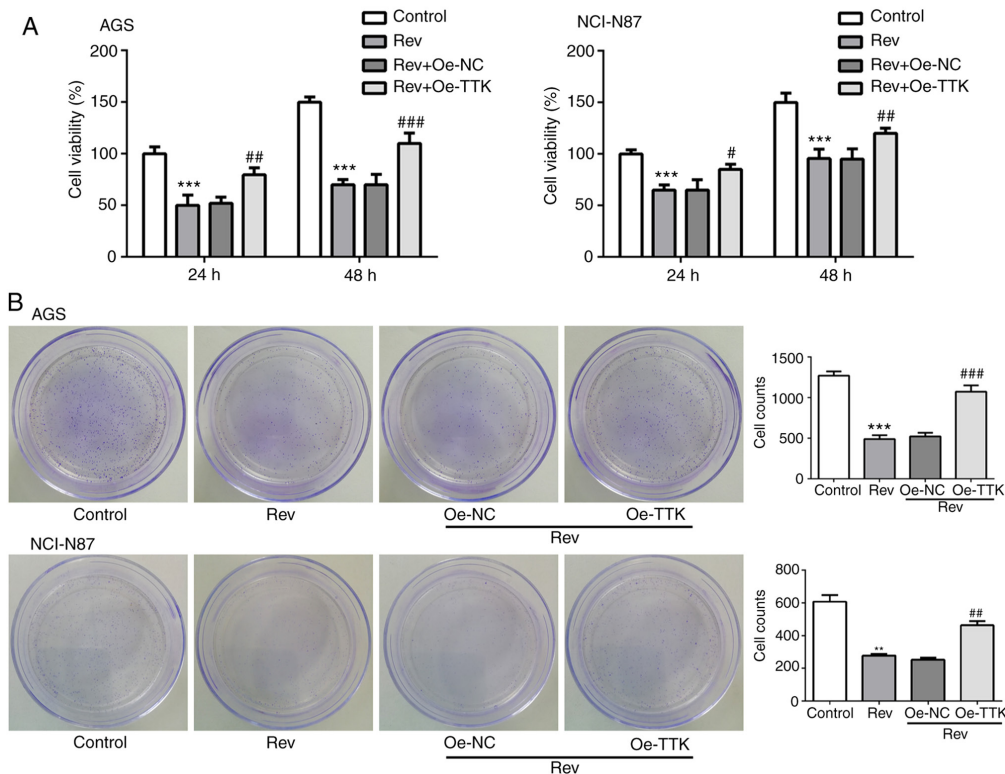 A
AGS
Control
Rev
Rev+Oe-NC
Rev+Oe-TTK
Cell viability (%)
200
150
100
50
0
***
##
***
###
24 h
48 h
NCI-N87
Control
Rev
Rev+Oe-NC
Rev+Oe-TTK
Cell viability (%)
200
150
100
50
0
***
#
***
##
24 h
48 h
B
AGS
Control
Rev
Oe-NC
Oe-TTK
Rev
Cell counts
1500
1000
500
0
***
###
Control
Rev
Oe-NC
Oe-TTK
Rev
NCI-N87
Control
Rev
Oe-NC
Oe-TTK
Rev
Cell counts
800
600
400
200
0
**
##
Control
Rev
Oe-NC
Oe-TTK
Rev